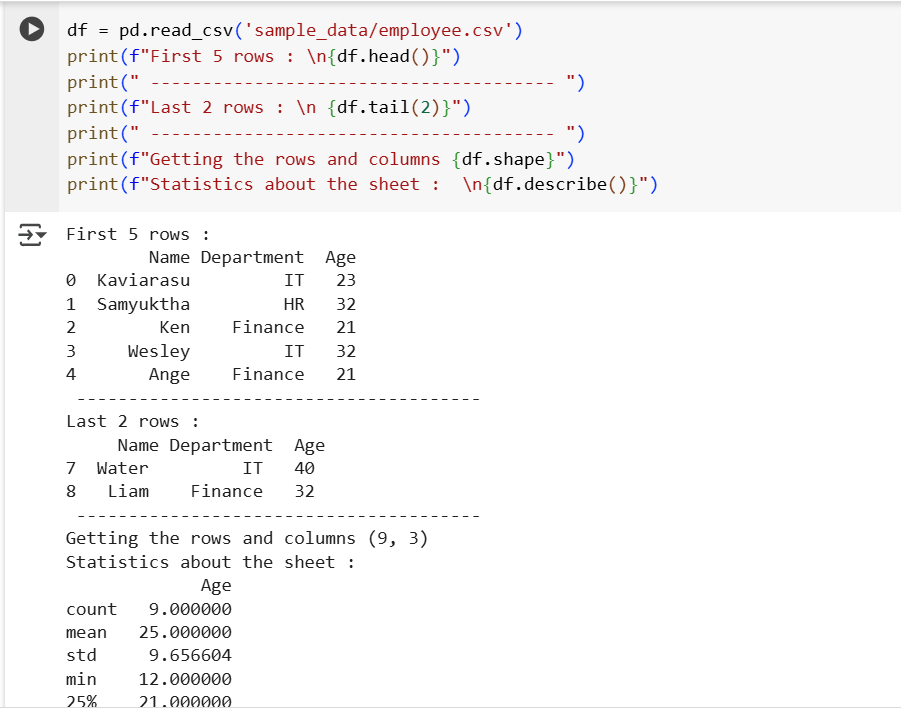 df = pd.read_csv('sample_data/employee.csv')
print(f"First 5 rows : \n{df.head()}")
print(" --------------------------------------- ")
print(f"Last 2 rows : \n {df.tail(2)}")
print(" --------------------------------------- ")
print(f"Getting the rows and columns {df.shape}")
print(f"Statistics about the sheet :  \n{df.describe()}")
First 5 rows :
        Name Department  Age
0  Kaviarasu         IT   23
1  Samyuktha         HR   32
2        Ken    Finance   21
3     Wesley         IT   32
4       Ange    Finance   21
 ---------------------------------------
Last 2 rows :
     Name Department  Age
7  Water         IT   40
8   Liam    Finance   32
 ---------------------------------------
Getting the rows and columns (9, 3)
Statistics about the sheet :
             Age
count   9.000000
mean   25.000000
std     9.656604
min    12.000000
25%    21.000000